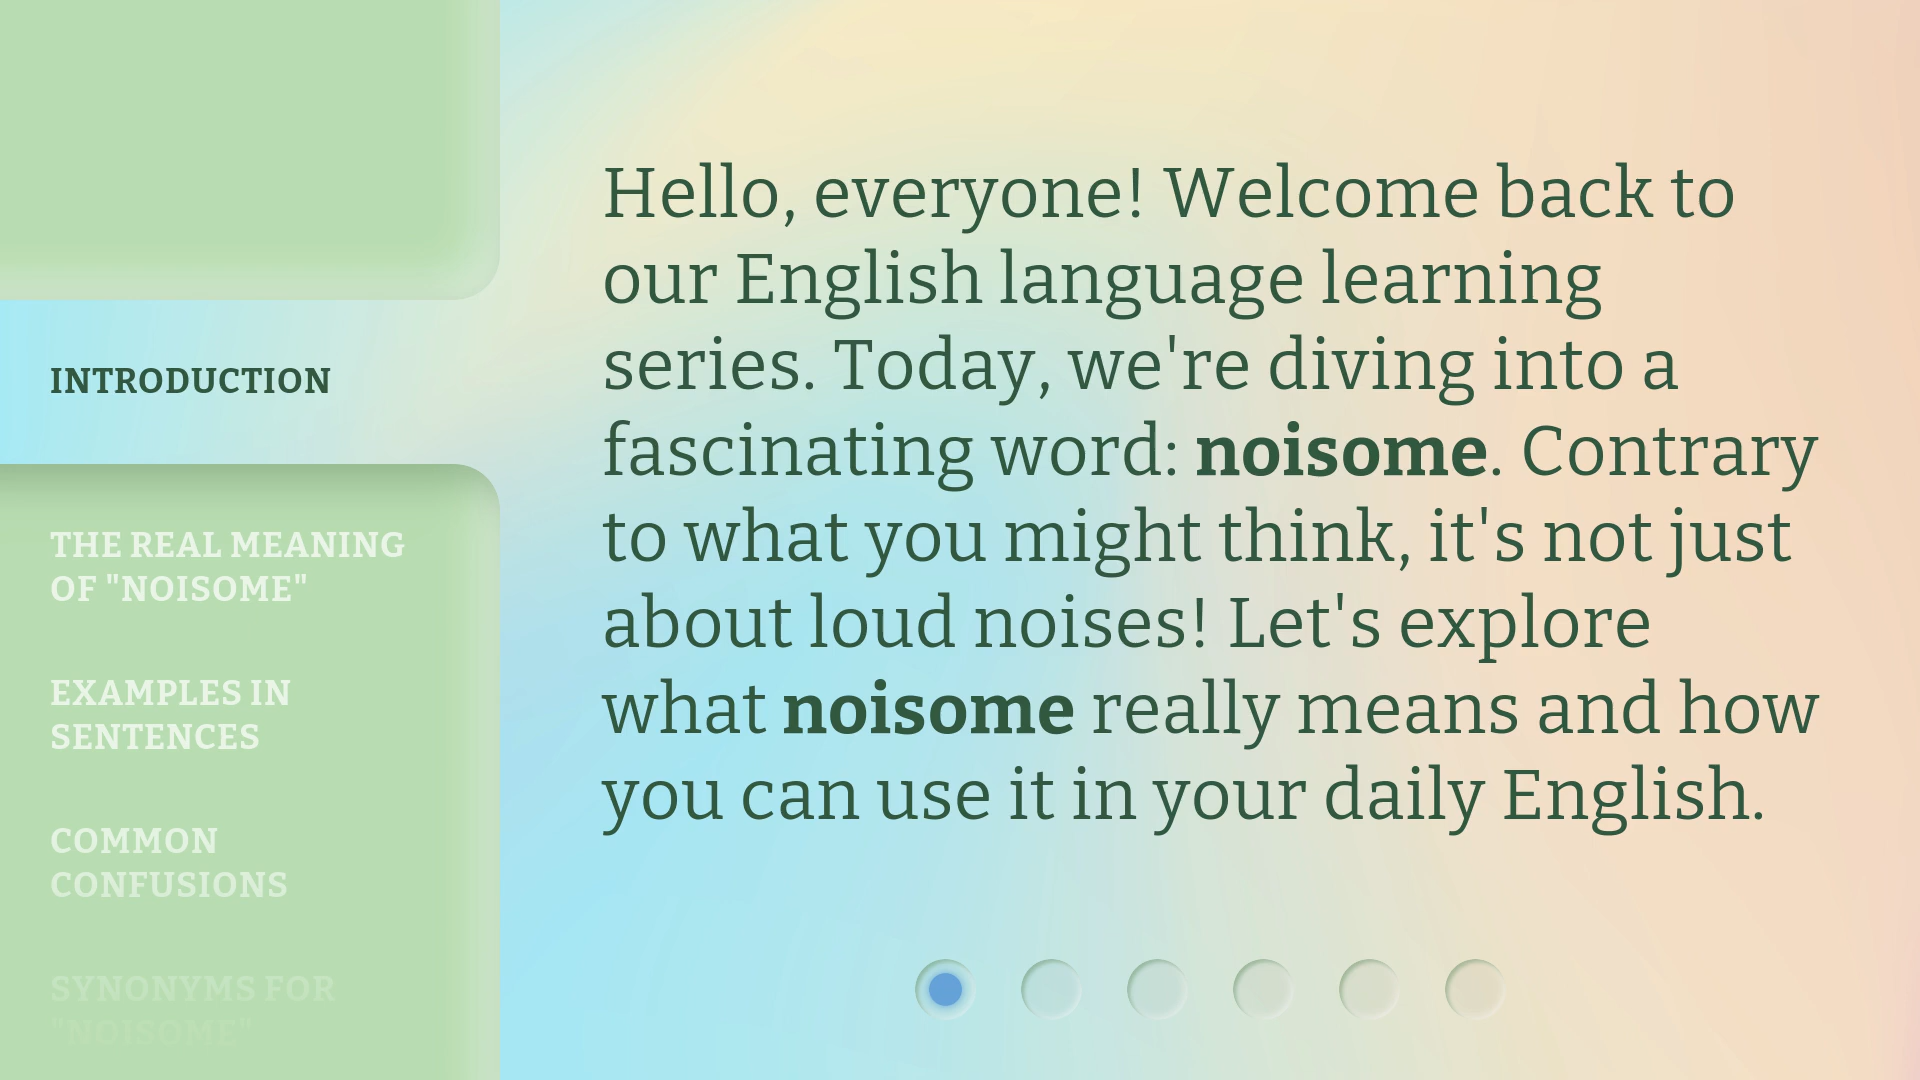 INTRODUCTION
THE REAL MEANING
OF "NOISOME"
EXAMPLES IN
SENTENCES
COMMON
CONFUSIONS
SYNONYMS FOR
"NOISOME"
Hello, everyone! Welcome back to
our English language learning
series. Today, we're diving into a
fascinating word: noisome. Contrary
to what you might think, it's not just
about loud noises! Let's explore
what noisome really means and how
you can use it in your daily English.